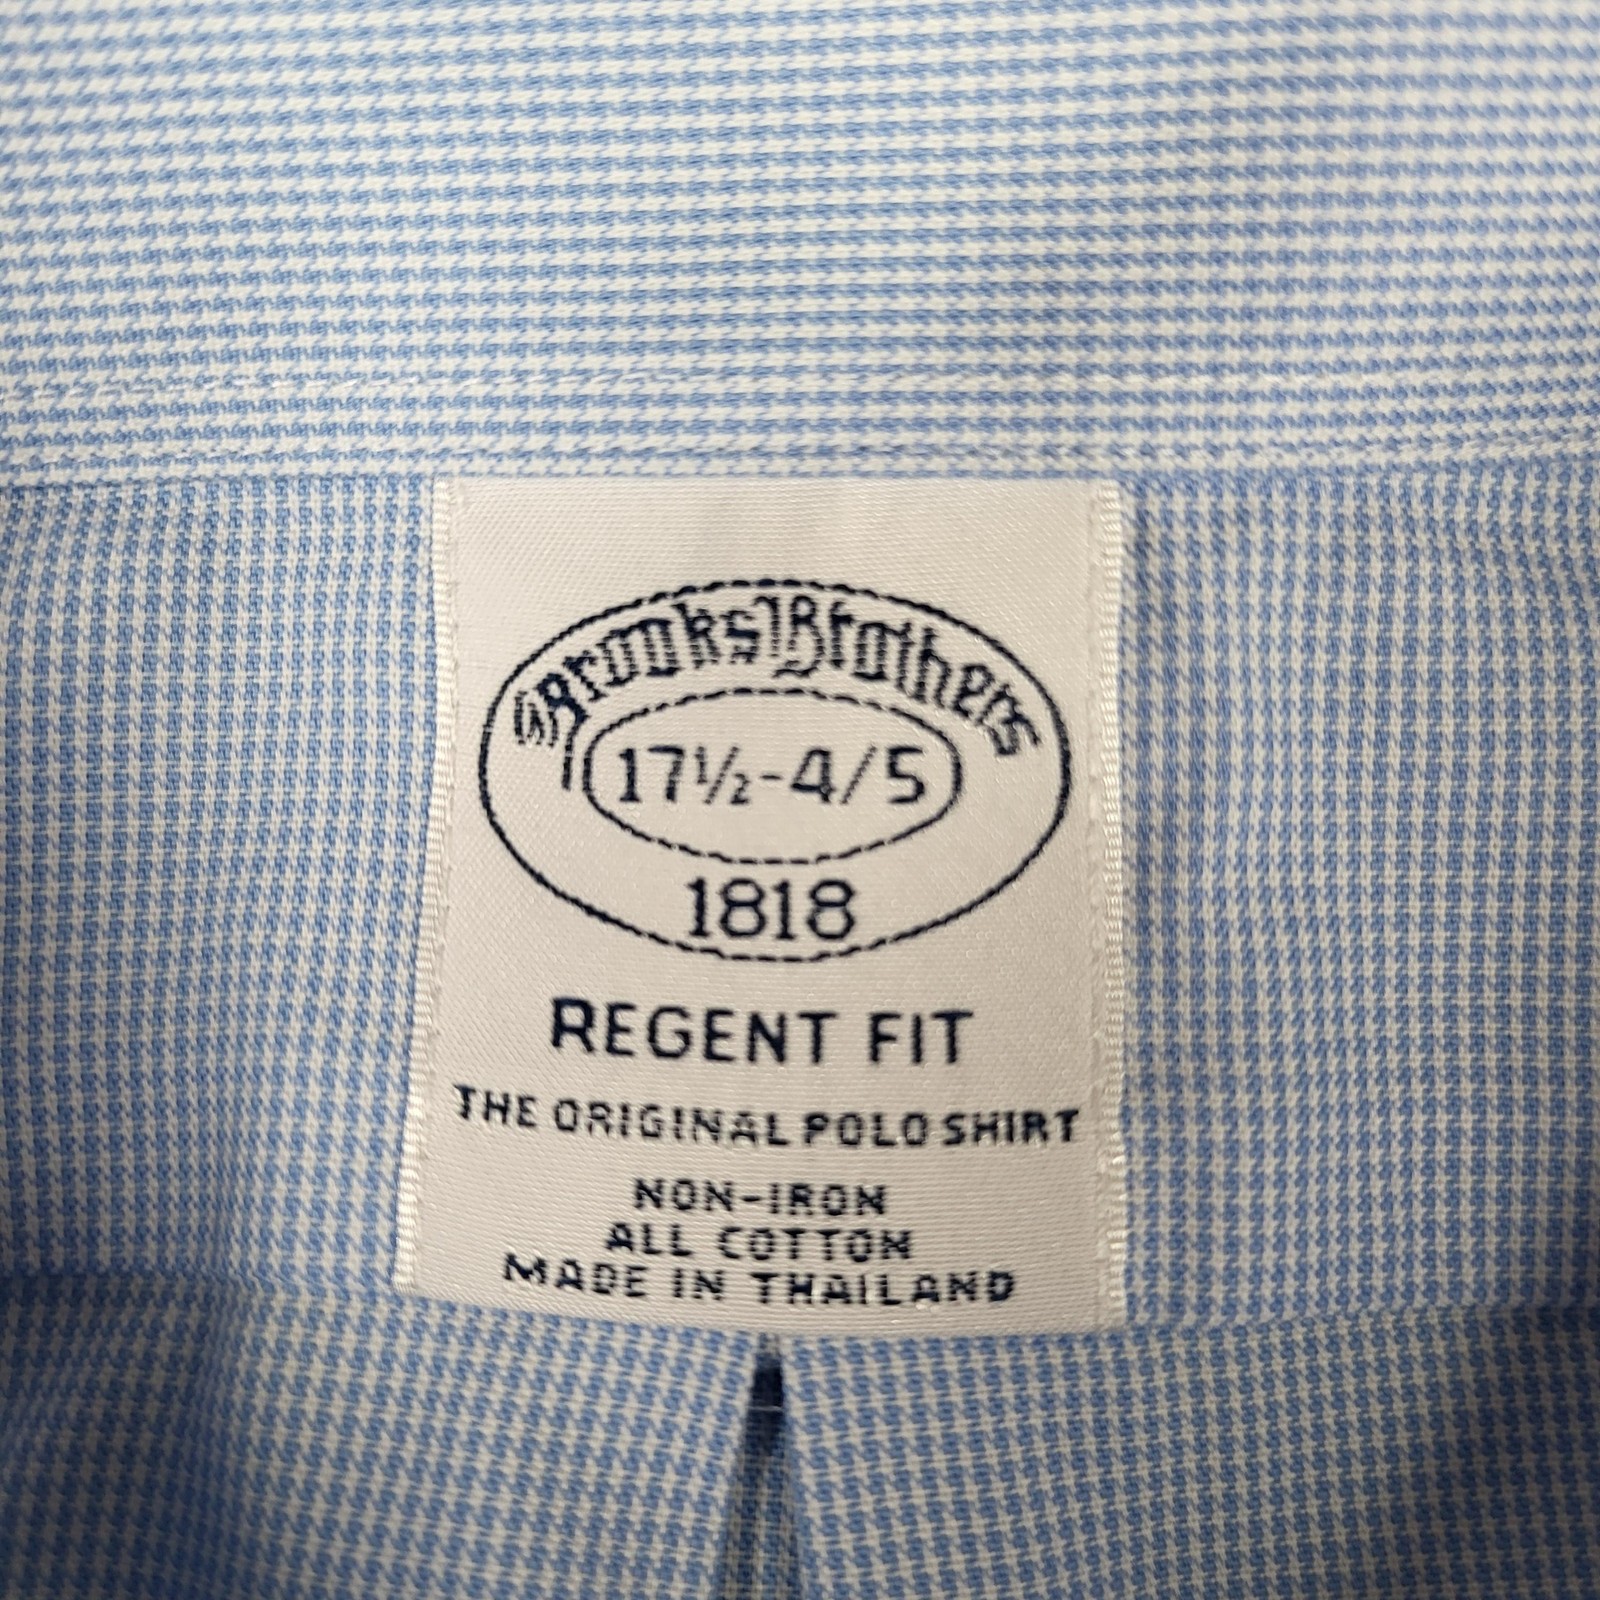 Brooks Brothers
17½-4/5
1818
REGENT FIT
THE ORIGINAL POLO SHIRT
NON-IRON
ALL COTTON
MADE IN THAILAND